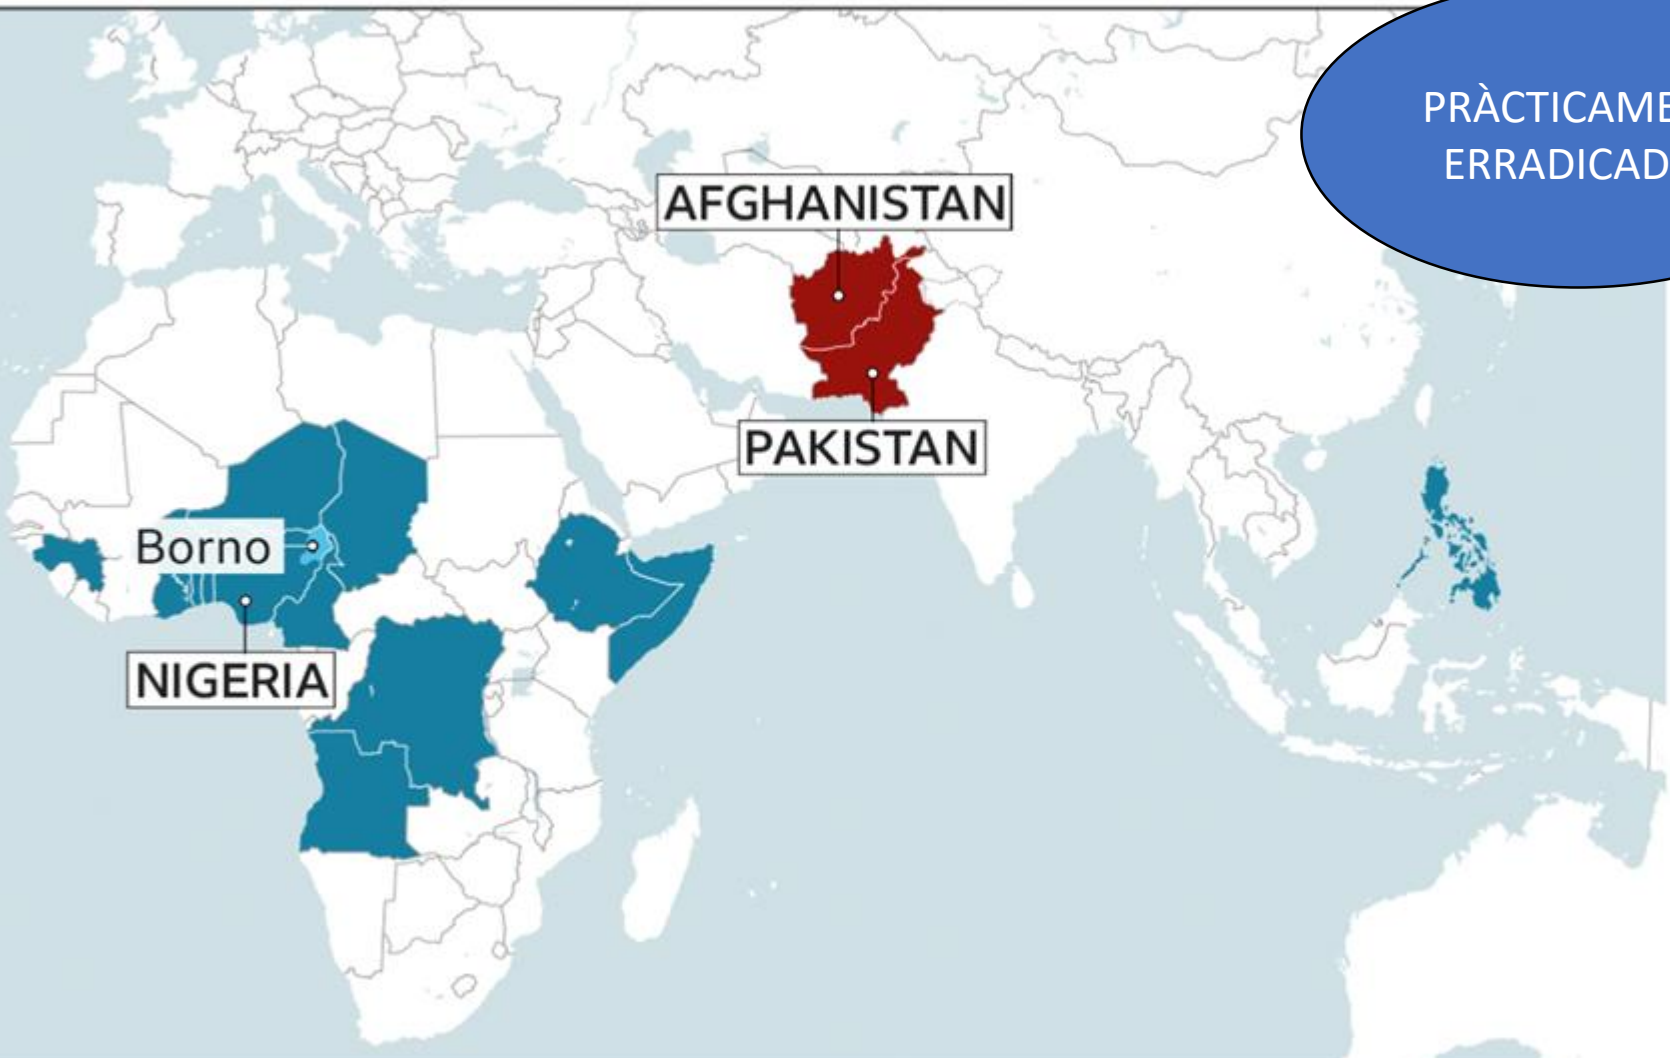 PRÀCTICAME
ERRADICAD
AFGHANISTAN
PAKISTAN
Borno
NIGERIA